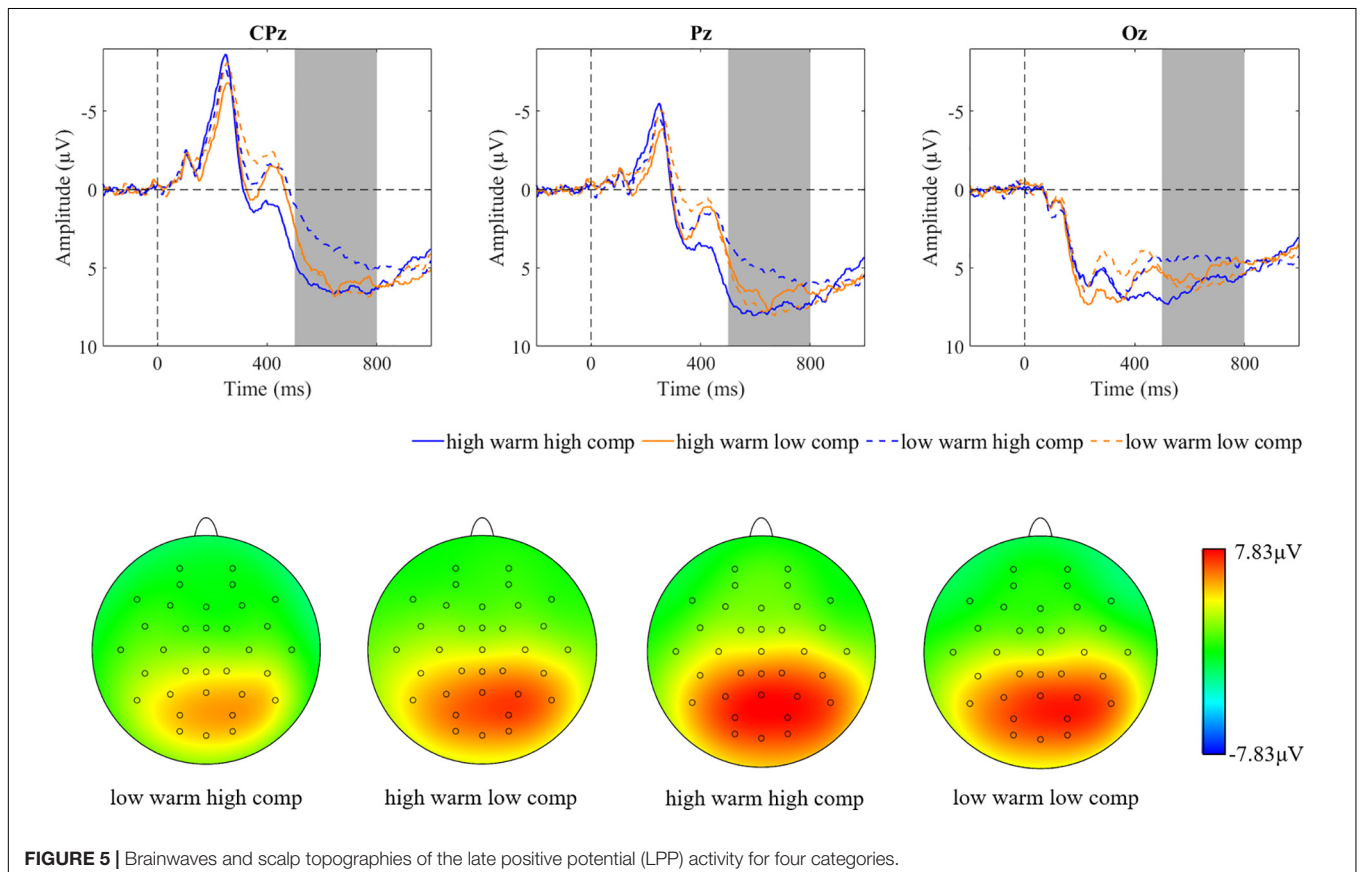 CPz Pz Oz
-5 -5 -5
0 0 0
5 5 5
10 10 10
Amplitude (µV) Amplitude (µV) Amplitude (µV)
0 400 800 0 400 800 0 400 800
Time (ms) Time (ms) Time (ms)
high warm high comp high warm low comp low warm high comp low warm low comp
7.83µV
-7.83µV
low warm high comp high warm low comp high warm high comp low warm low comp
FIGURE 5 | Brainwaves and scalp topographies of the late positive potential (LPP) activity for four categories.